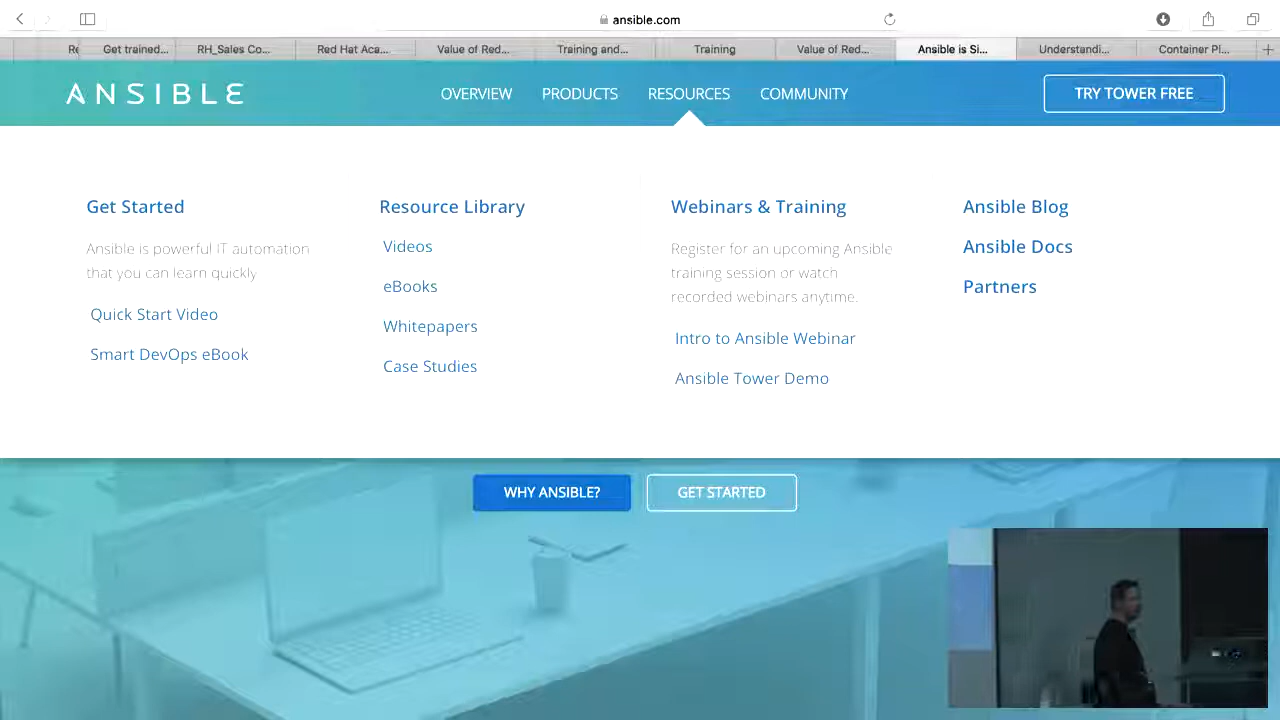 ansible.com
Re
Get trained...
RH_Sales Co...
Red Hat Aca...
Value of Red...
Training and...
Training
Value of Red...
Ansible is Si...
Understandi...
Container Pl...
ANSIBLE
OVERVIEW
PRODUCTS
RESOURCES
COMMUNITY
TRY TOWER FREE
Get Started
Ansible is powerful IT automation
that you can learn quickly
Quick Start Video
Smart DevOps eBook
Resource Library
Videos
eBooks
Whitepapers
Case Studies
Webinars & Training
Register for an upcoming Ansible
training session or watch
recorded webinars anytime.
Intro to Ansible Webinar
Ansible Tower Demo
Ansible Blog
Ansible Docs
Partners
WHY ANSIBLE?
GET STARTED